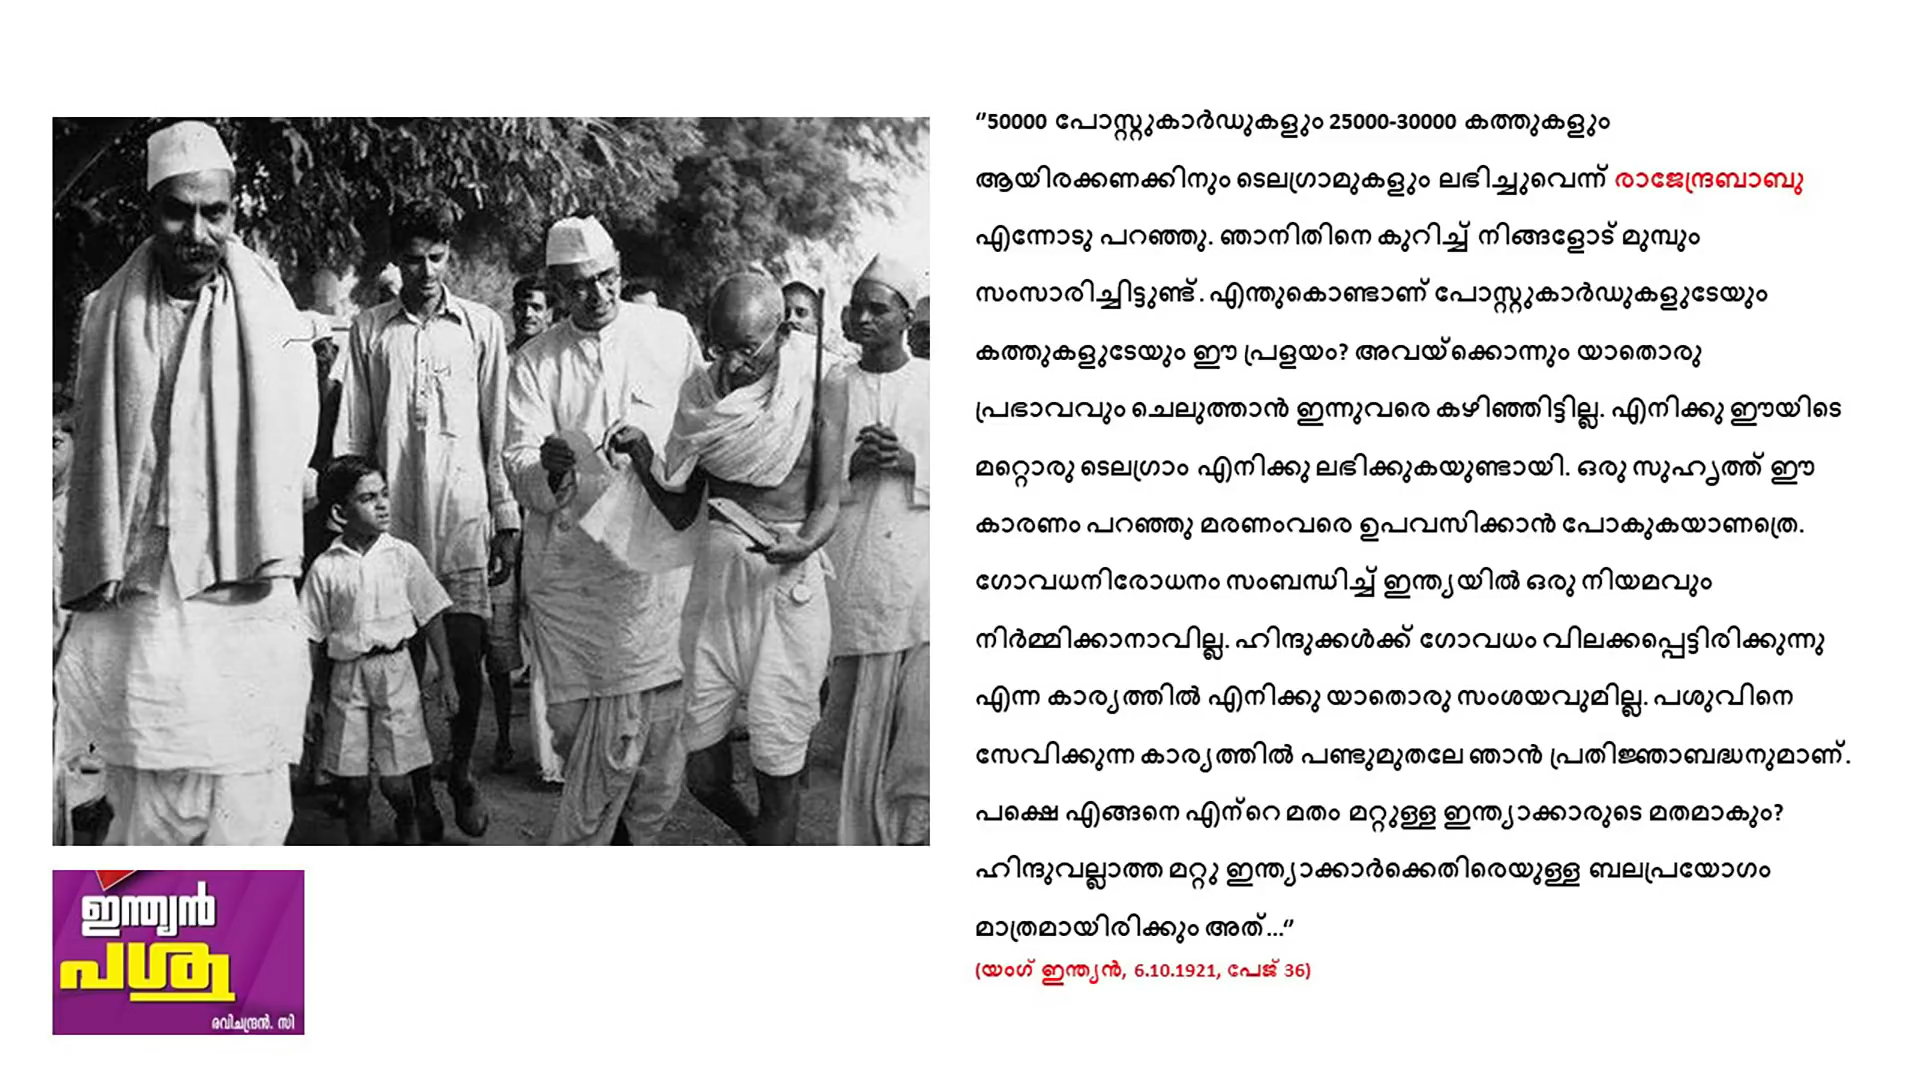 ‘‘50000 പോസ്റ്റുകാർഡുകളും 25000-30000 കത്തുകളും
ആയിരക്കണക്കിനും ടെലഗ്രാമുകളും ലഭിച്ചുവെന്ന് രാജേന്ദ്രബാബു
എന്നോടു പറഞ്ഞു. ഞാനിതിനെ കുറിച്ച് നിങ്ങളോട് മുമ്പും
സംസാരിച്ചിട്ടുണ്ട്. എന്തുകൊണ്ടാണ് പോസ്റ്റുകാർഡുകളുടേയും
കത്തുകളുടേയും ഈ പ്രളയം? അവയ്ക്കൊന്നും യാതൊരു
പ്രഭാവവും ചെലുത്താൻ ഇന്നുവരെ കഴിഞ്ഞിട്ടില്ല. എനിക്കു ഈയിടെ
മറ്റൊരു ടെലഗ്രാം എനിക്കു ലഭിക്കുകയുണ്ടായി. ഒരു സുഹൃത്ത് ഈ
കാരണം പറഞ്ഞു മരണംവരെ ഉപവസിക്കാൻ പോകുകയാണത്രെ.
ഗോവധനിരോധനം സംബന്ധിച്ച് ഇന്ത്യയിൽ ഒരു നിയമവും
നിർമ്മിക്കാനാവില്ല. ഹിന്ദുക്കൾക്ക് ഗോവധം വിലക്കപ്പെട്ടിരിക്കുന്നു
എന്ന കാര്യത്തിൽ എനിക്കു യാതൊരു സംശയവുമില്ല. പശുവിനെ
സേവിക്കുന്ന കാര്യത്തിൽ പണ്ടുമുതലേ ഞാൻ പ്രതിജ്ഞാബദ്ധനുമാണ്.
പക്ഷെ എങ്ങനെ എന്റെ മതം മറ്റുള്ള ഇന്ത്യാക്കാരുടെ മതമാകും?
ഹിന്ദുവല്ലാത്ത മറ്റു ഇന്ത്യാക്കാർക്കെതിരെയുള്ള ബലപ്രയോഗം
മാത്രമായിരിക്കും അത്...’’
(യംഗ് ഇന്ത്യൻ, 6.10.1921, പേജ് 36)
ഇന്ത്യൻ
പശു
രവിചന്ദ്രൻ. സി